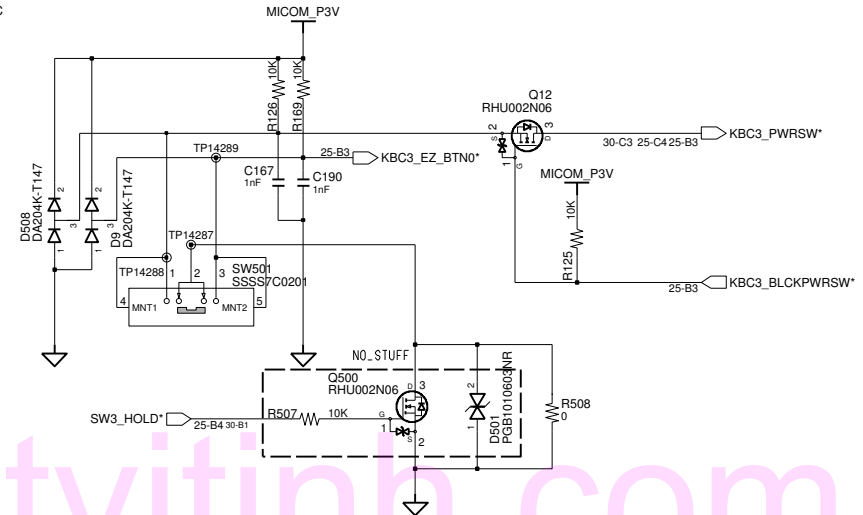 C
MICOM_P3V
R126 10K
R169 10K
Q12
RHU002N06
2 S
D 3
1 G
TP14289
25-B3 KBC3_EZ_BTN0*
30-C3 25-C4 25-B3 KBC3_PWRSW*
MICOM_P3V
C167
1nF
C190
1nF
D508
DA204K-T147
2
3
1
D9
DA204K-T147
2
3
1
10K
R125
TP14287
TP14288 1 2 3 SW501
SSSS7C0201
4 MNT1 MNT2 5
25-B3 KBC3_BLCKPWRSW*
NO_STUFF
Q500
RHU002N06
D 3
G
1
S 2
2
1
D501
PGB1010603NR
R508
0
SW3_HOLD* 25-B4 30-B1
R507 10K
tvitinh.com